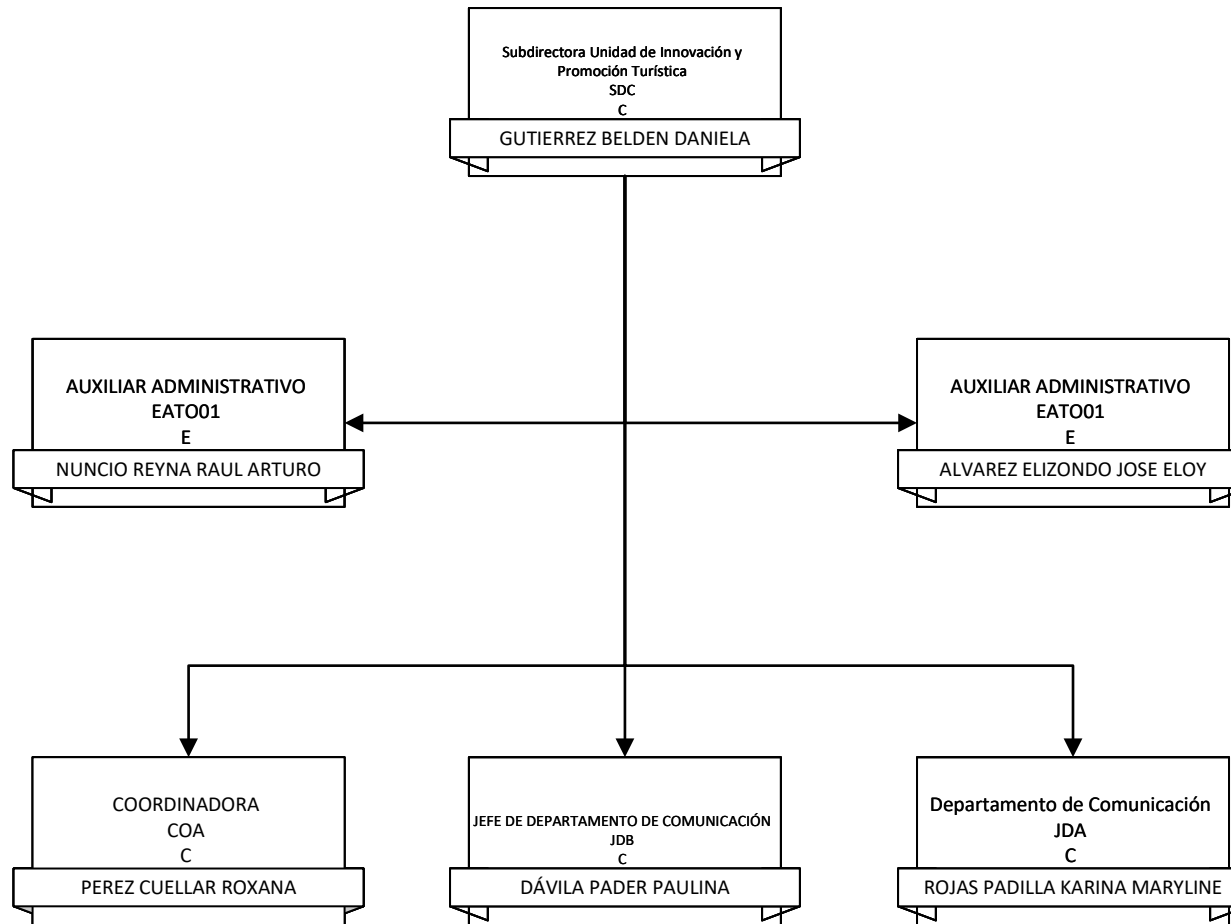 Subdirectora Unidad de Innovación y
Promoción Turística
SDC
C
GUTIERREZ BELDEN DANIELA
AUXILIAR ADMINISTRATIVO
EATO01
E
NUNCIO REYNA RAUL ARTURO
AUXILIAR ADMINISTRATIVO
EATO01
E
ALVAREZ ELIZONDO JOSE ELOY
COORDINADORA
COA
C
PEREZ CUELLAR ROXANA
JEFE DE DEPARTAMENTO DE COMUNICACIÓN
JDB
C
DÁVILA PADER PAULINA
Departamento de Comunicación
JDA
C
ROJAS PADILLA KARINA MARYLINE